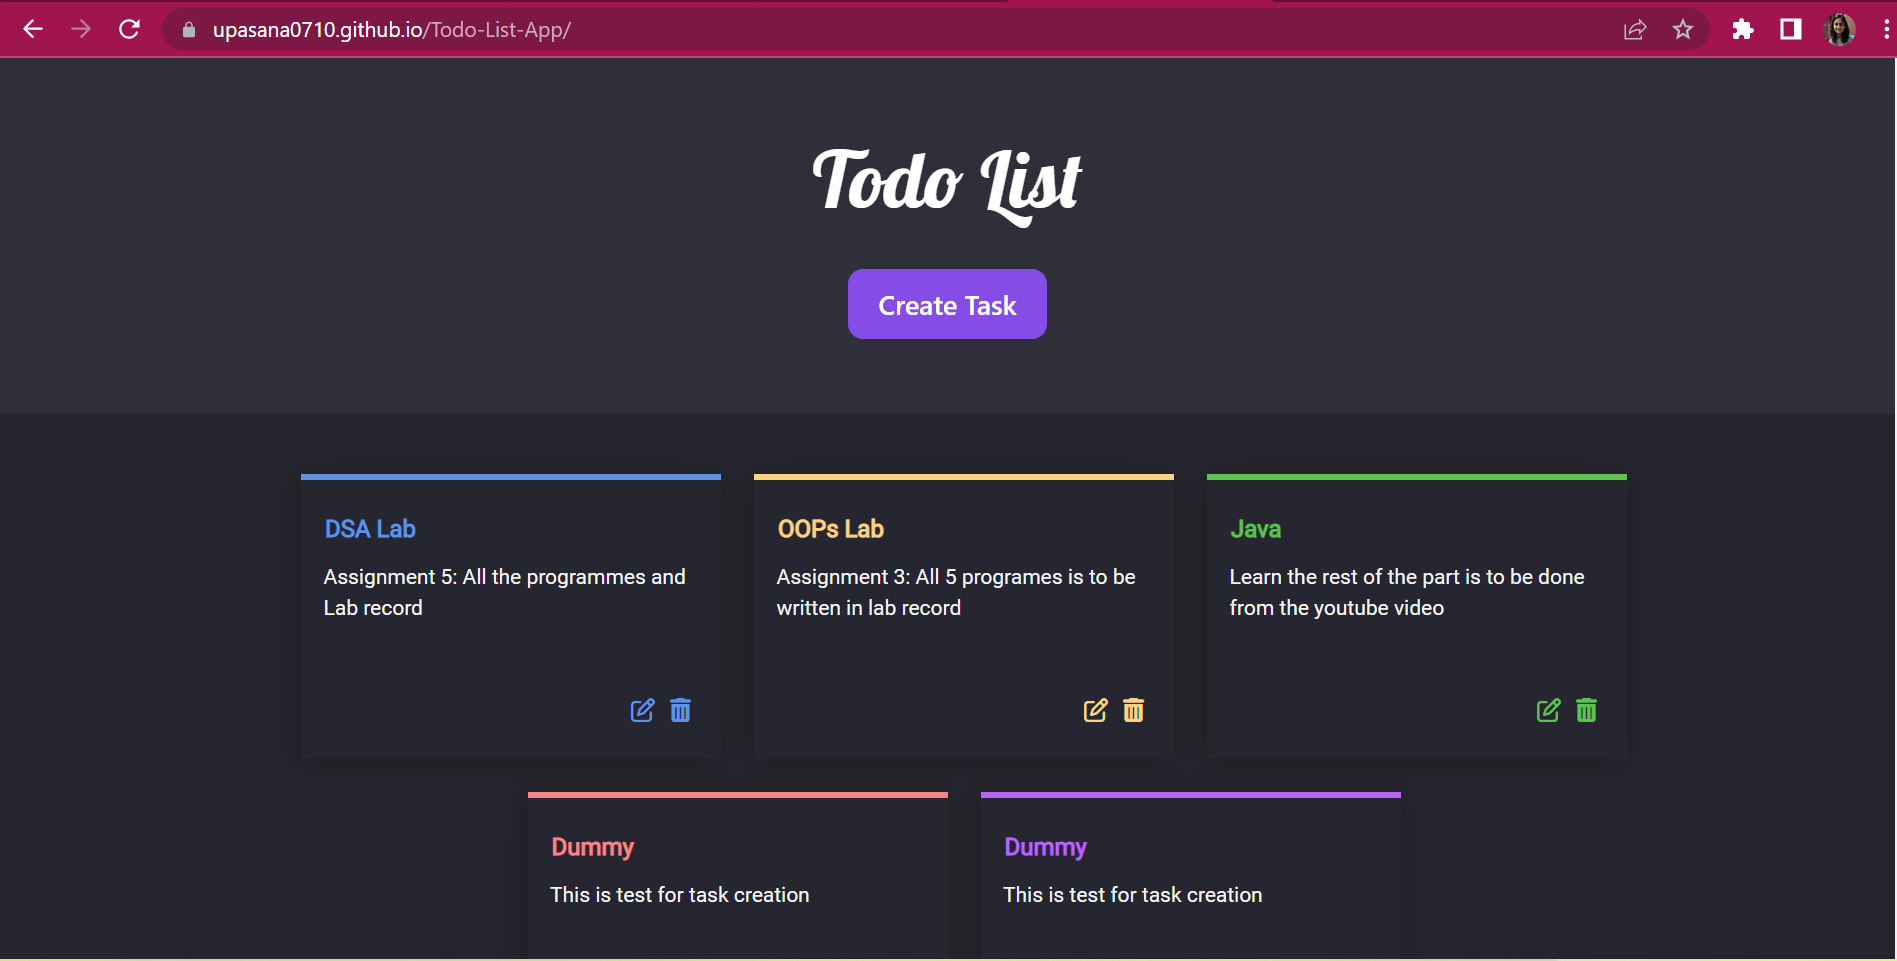 upasana0710.github.io/Todo-List-App/
Todo List
Create Task
DSA Lab
Assignment 5: All the programmes and
Lab record
OOPs Lab
Assignment 3: All 5 programes is to be
written in lab record
Java
Learn the rest of the part is to be done
from the youtube video
Dummy
This is test for task creation
Dummy
This is test for task creation